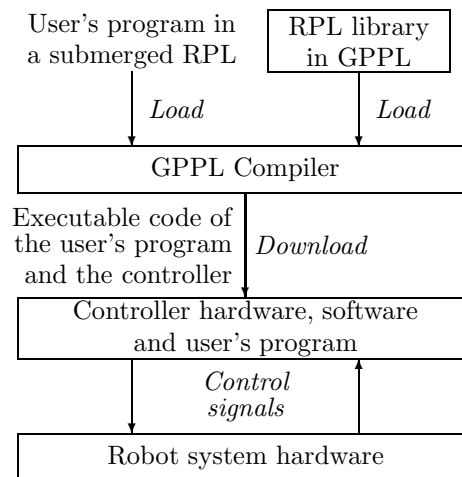 User's program in
a submerged RPL
RPL library
in GPPL
Load
Load
GPPL Compiler
Executable code of
the user's program
and the controller
Download
Controller hardware, software
and user's program
Control
signals
Robot system hardware